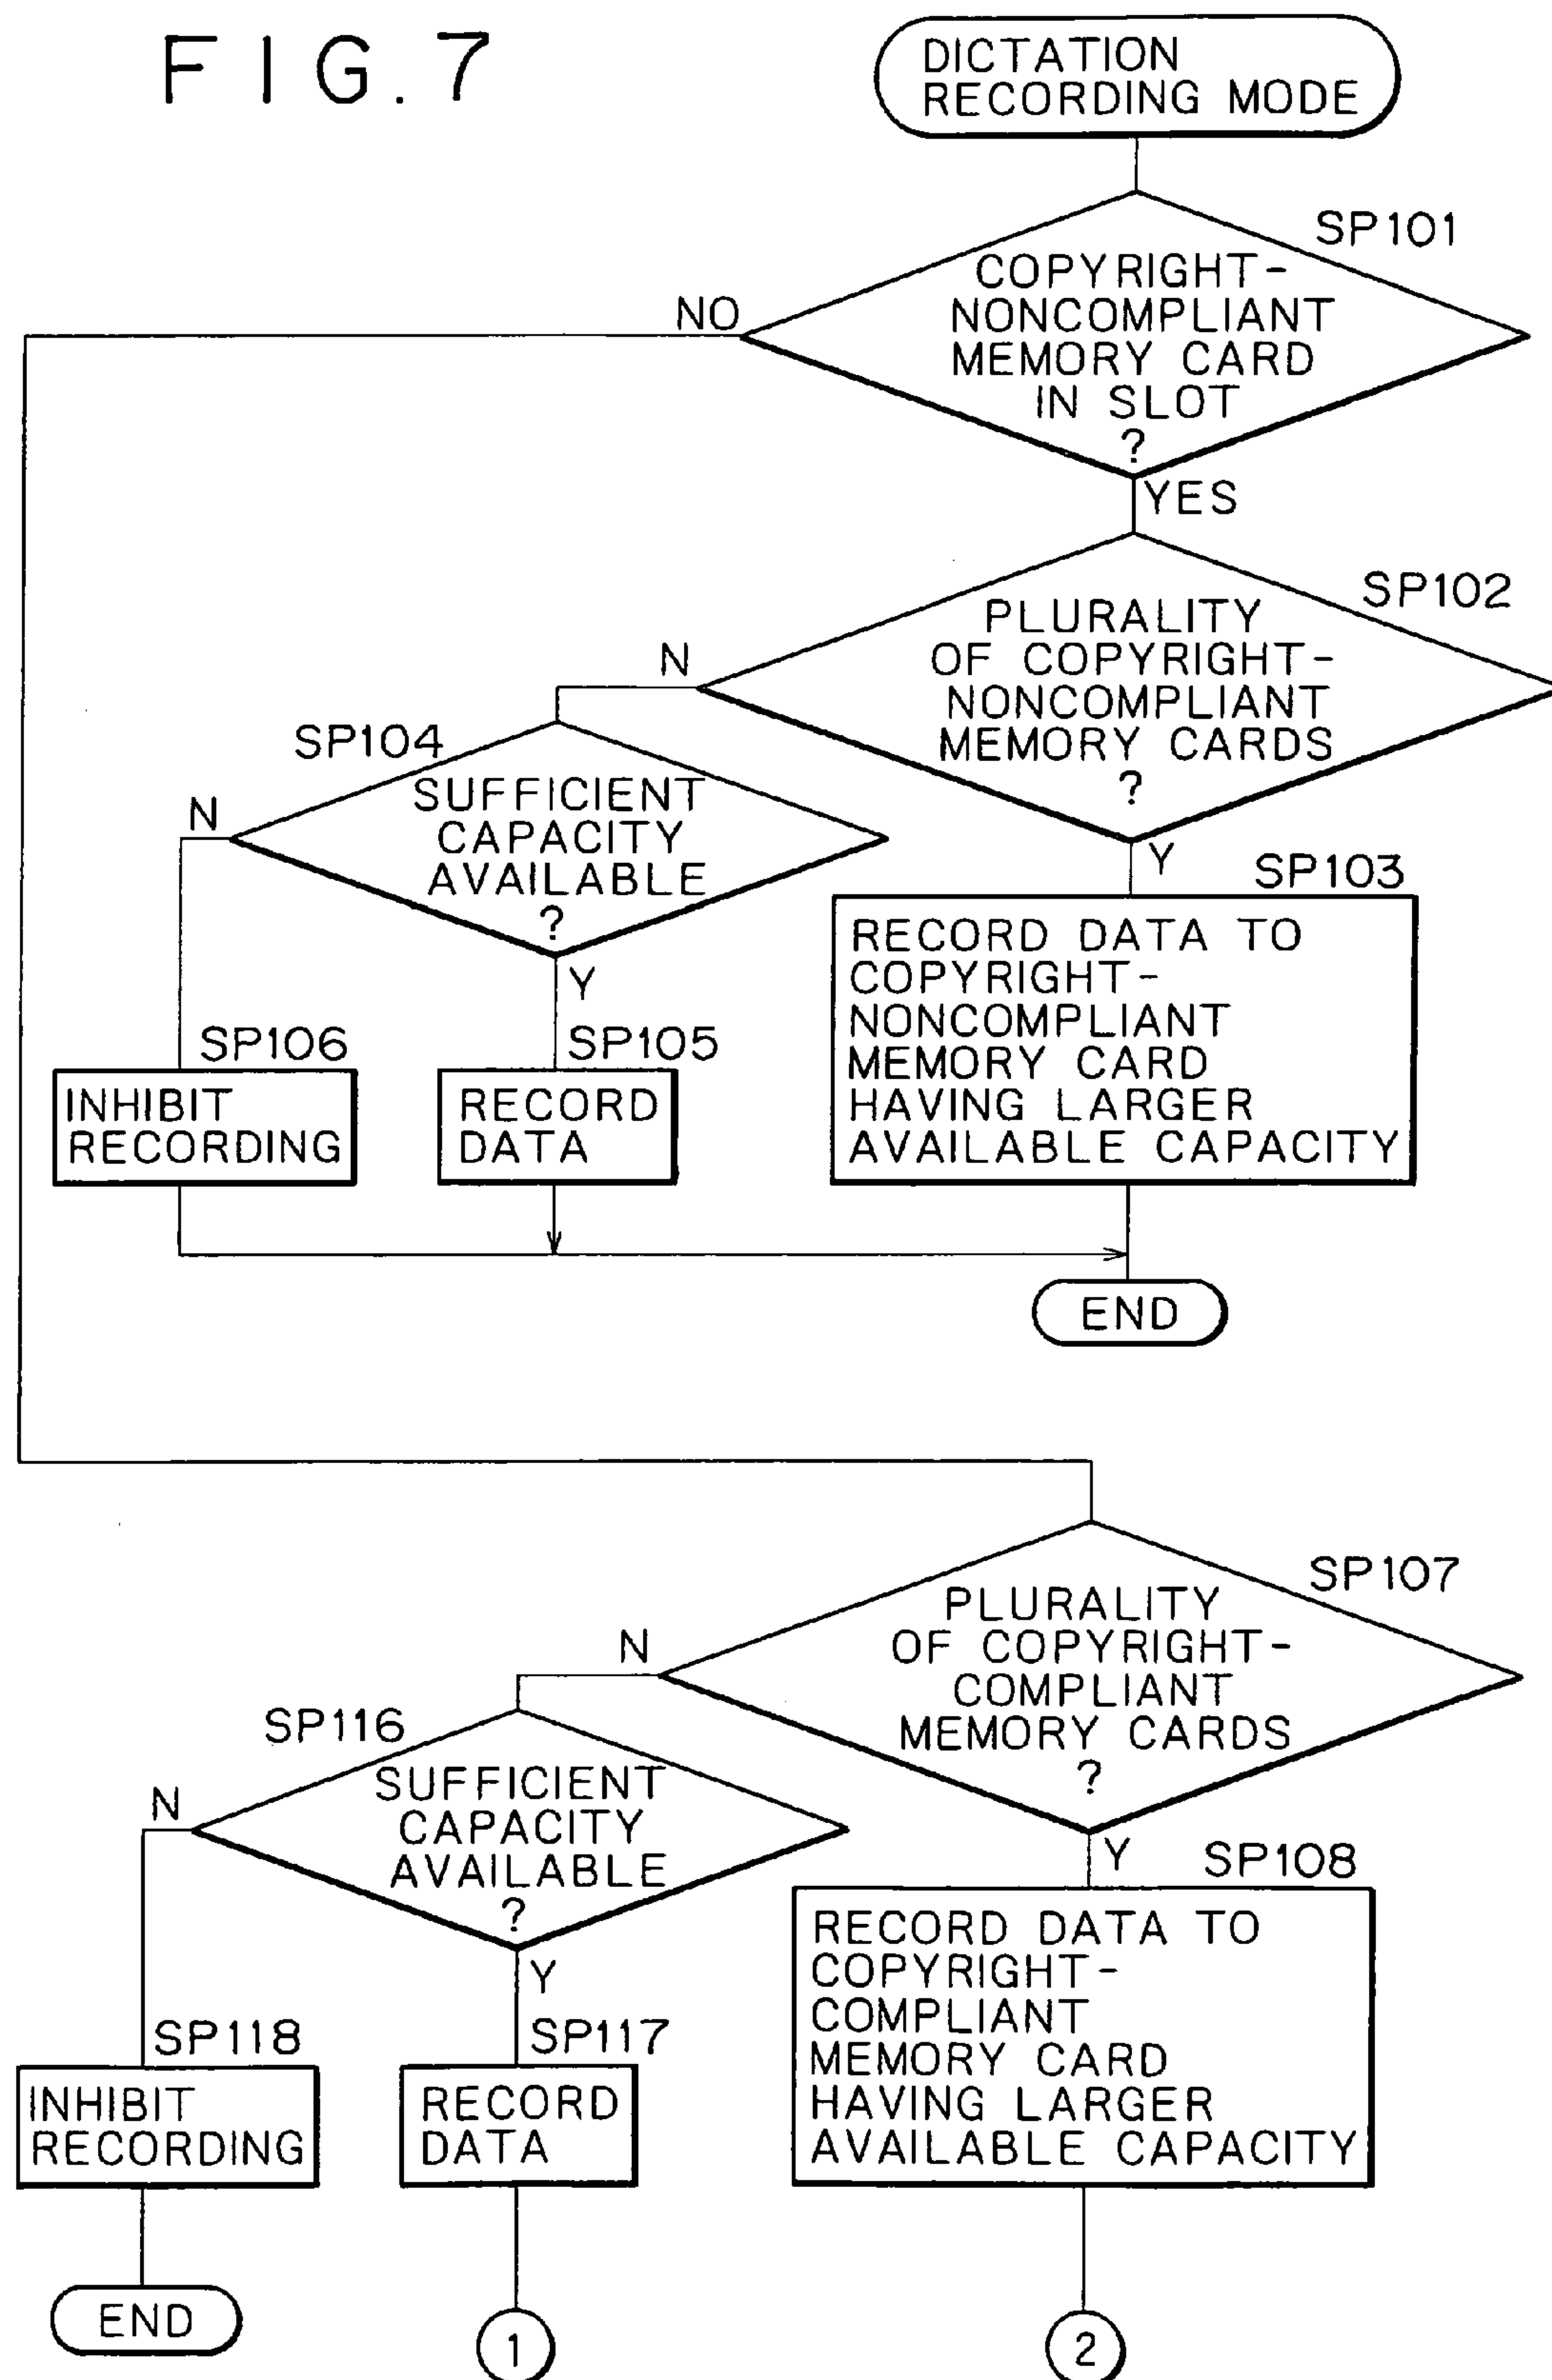 FIG.7
DICTATION
RECORDING MODE
SP101
COPYRIGHT-
NONCOMPLIANT
MEMORY CARD
IN SLOT
?
NO
YES
SP102
PLURALITY
OF COPYRIGHT-
NONCOMPLIANT
MEMORY CARDS
?
N
Y
SP104
SUFFICIENT
CAPACITY
AVAILABLE
?
N
Y
SP103
RECORD DATA TO
COPYRIGHT-
NONCOMPLIANT
MEMORY CARD
HAVING LARGER
AVAILABLE CAPACITY
SP106
INHIBIT
RECORDING
SP105
RECORD
DATA
END
SP107
PLURALITY
OF COPYRIGHT-
COMPLIANT
MEMORY CARDS
?
N
Y
SP116
SUFFICIENT
CAPACITY
AVAILABLE
?
N
Y
SP108
RECORD DATA TO
COPYRIGHT-
COMPLIANT
MEMORY CARD
HAVING LARGER
AVAILABLE CAPACITY
SP118
INHIBIT
RECORDING
SP117
RECORD
DATA
END
1
2